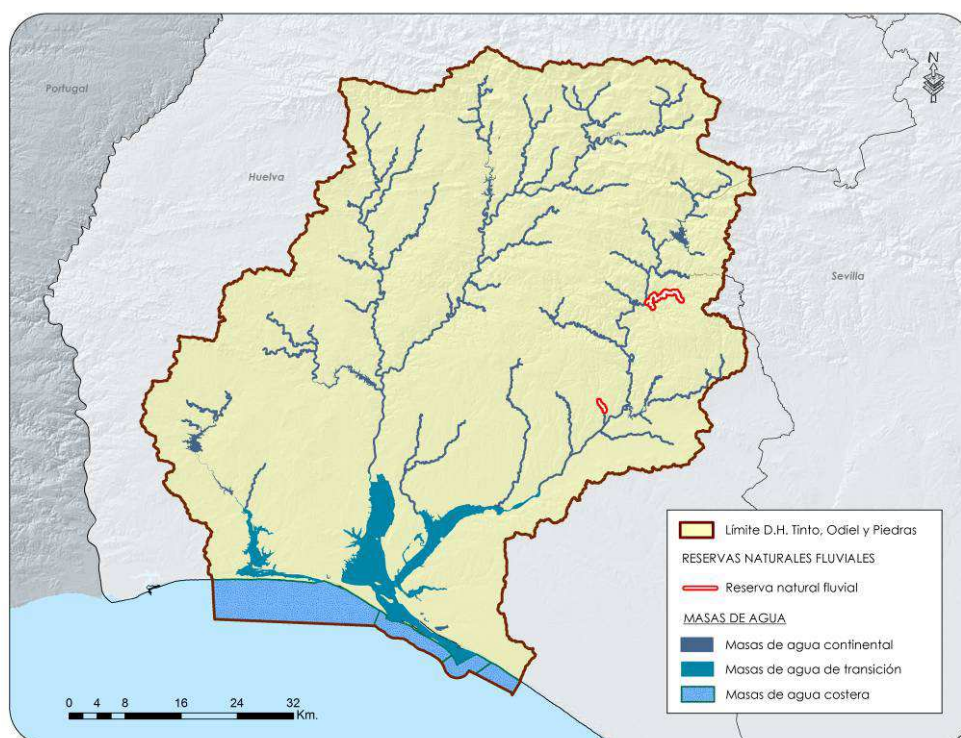 N
Portugal
Huelva
Sevilla
Límite D.H. Tinto, Odiel y Piedras
RESERVAS NATURALES FLUVIALES
Reserva natural fluvial
MASAS DE AGUA
Masas de agua continental
Masas de agua de transición
Masas de agua costera
0 2 4 8 16 24 32
Km.